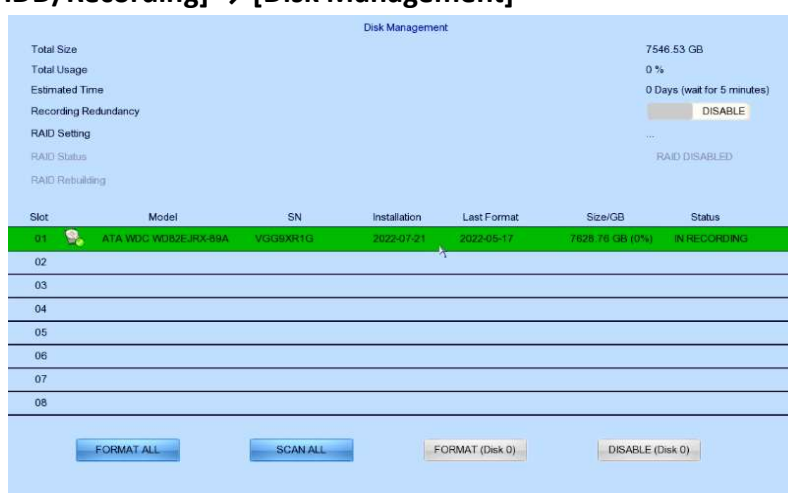 IDD/Recording] → [Disk Management]
Disk Management
Total Size 7546.53 GB
Total Usage 0 %
Estimated Time 0 Days (wait for 5 minutes)
Recording Redundancy DISABLE
RAID Setting ...
RAID Status RAID DISABLED
RAID Rebuilding
Slot Model SN Installation Last Format Size/GB Status
01 ATA WDC WD82EJRX-89A VGG9XR1G 2022-07-21 2022-05-17 7628.76 GB (0%) IN RECORDING
02
03
04
05
06
07
08
FORMAT ALL SCAN ALL FORMAT (Disk 0) DISABLE (Disk 0)